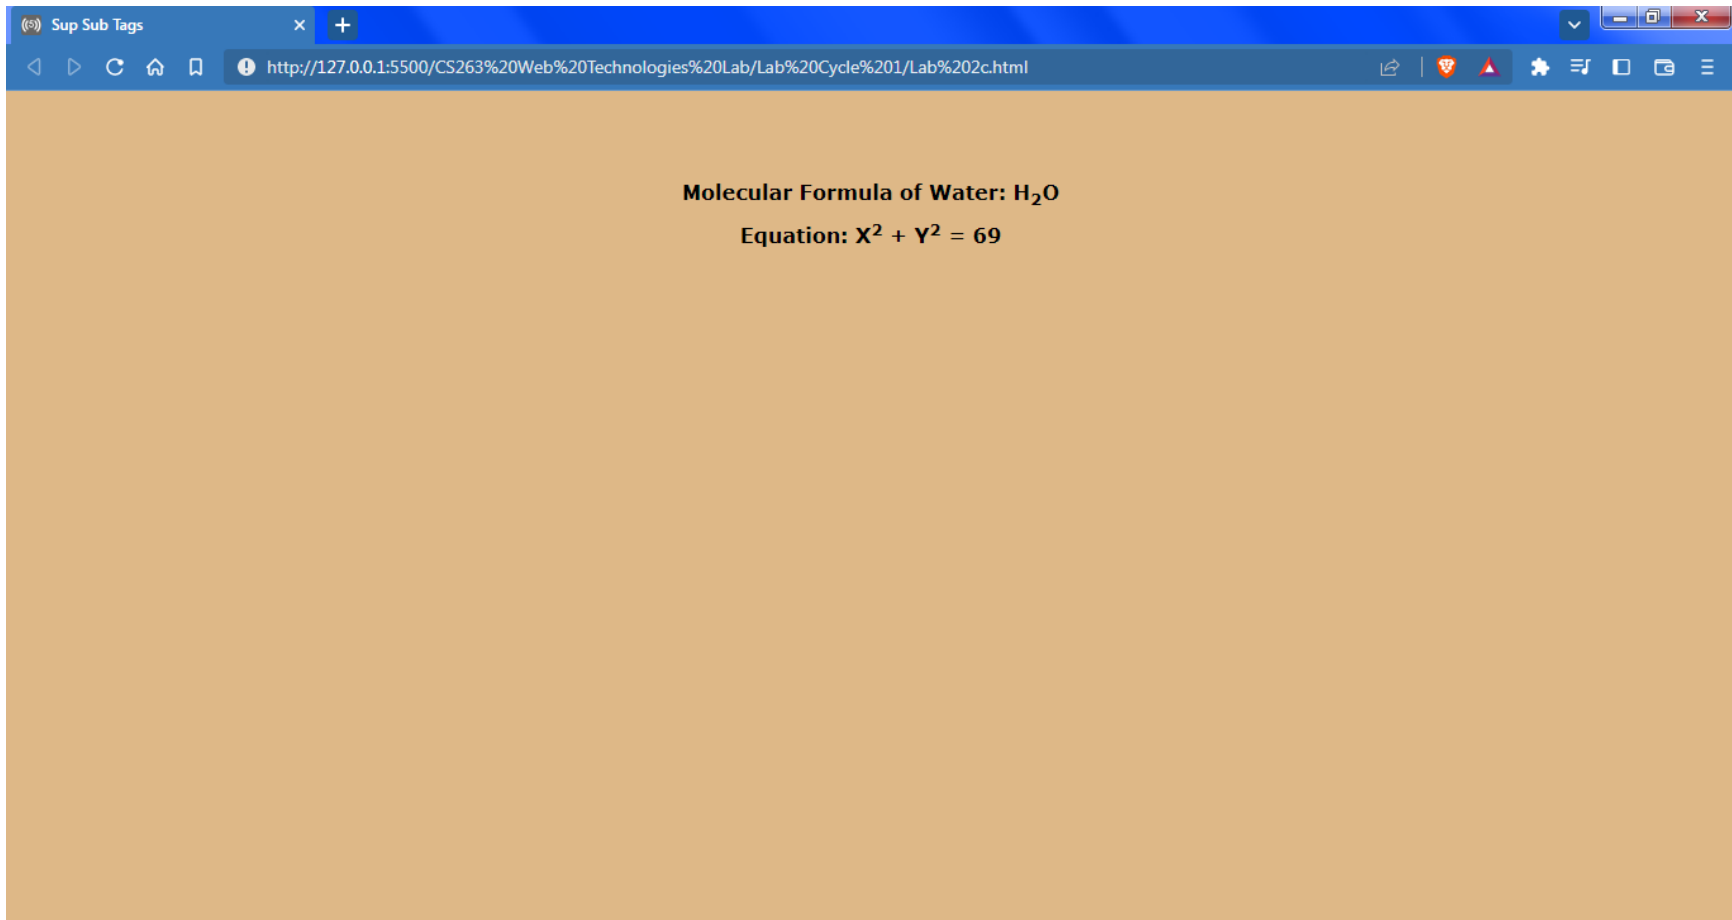 Sup Sub Tags
http://127.0.0.1:5500/CS263%20Web%20Technologies%20Lab/Lab%20Cycle%201/Lab%202c.html
Molecular Formula of Water: H₂O
Equation: X² + Y² = 69